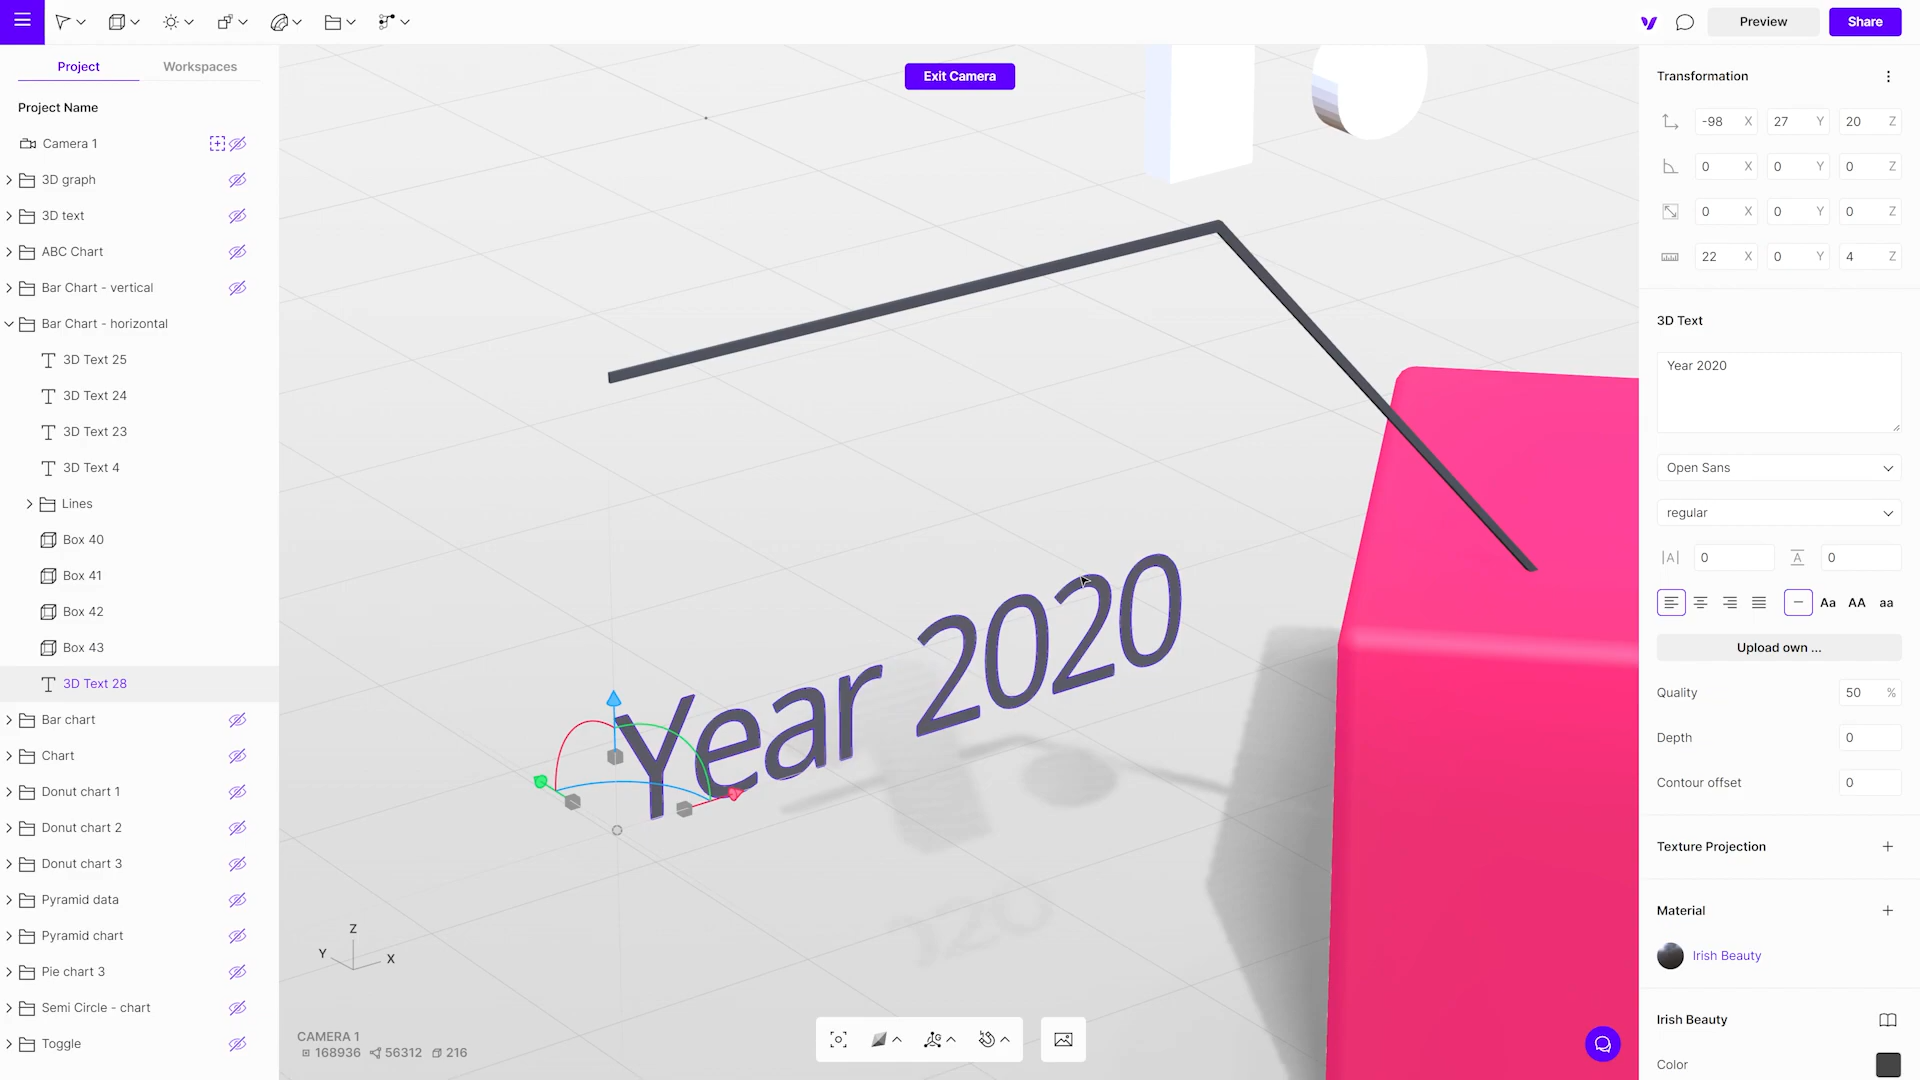 Preview
Share
Project
Workspaces
Exit Camera
Project Name
Camera 1
3D graph
3D text
ABC Chart
Bar Chart - vertical
Bar Chart - horizontal
3D Text 25
3D Text 24
3D Text 23
3D Text 4
Lines
Box 40
Box 41
Box 42
Box 43
3D Text 28
Bar chart
Chart
Donut chart 1
Donut chart 2
Donut chart 3
Pyramid data
Pyramid chart
Pie chart 3
Semi Circle - chart
Toggle
Year 2020
Z
Y
X
CAMERA 1
168936 56312 216
Transformation
-98 X 27 Y 20 Z
0 X 0 Y 0 Z
0 X 0 Y 0 Z
22 X 0 Y 4 Z
3D Text
Year 2020
Open Sans
regular
|A| 0 A 0
– Aa AA aa
Upload own ...
Quality 50 %
Depth 0
Contour offset 0
Texture Projection +
Material +
Irish Beauty
Irish Beauty
Color